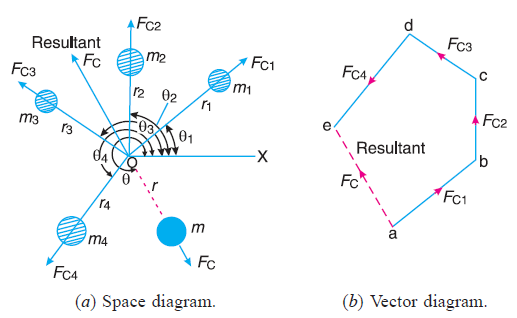 FC2
Resultant
FC
m2
FC3
FC1
m1
r2
θ2
r1
m3
r3
θ3
θ1
θ4
O
X
θ
r
r4
m4
m
FC4
FC
(a) Space diagram.
d
FC3
FC4
c
e
FC2
Resultant
b
FC
FC1
a
(b) Vector diagram.